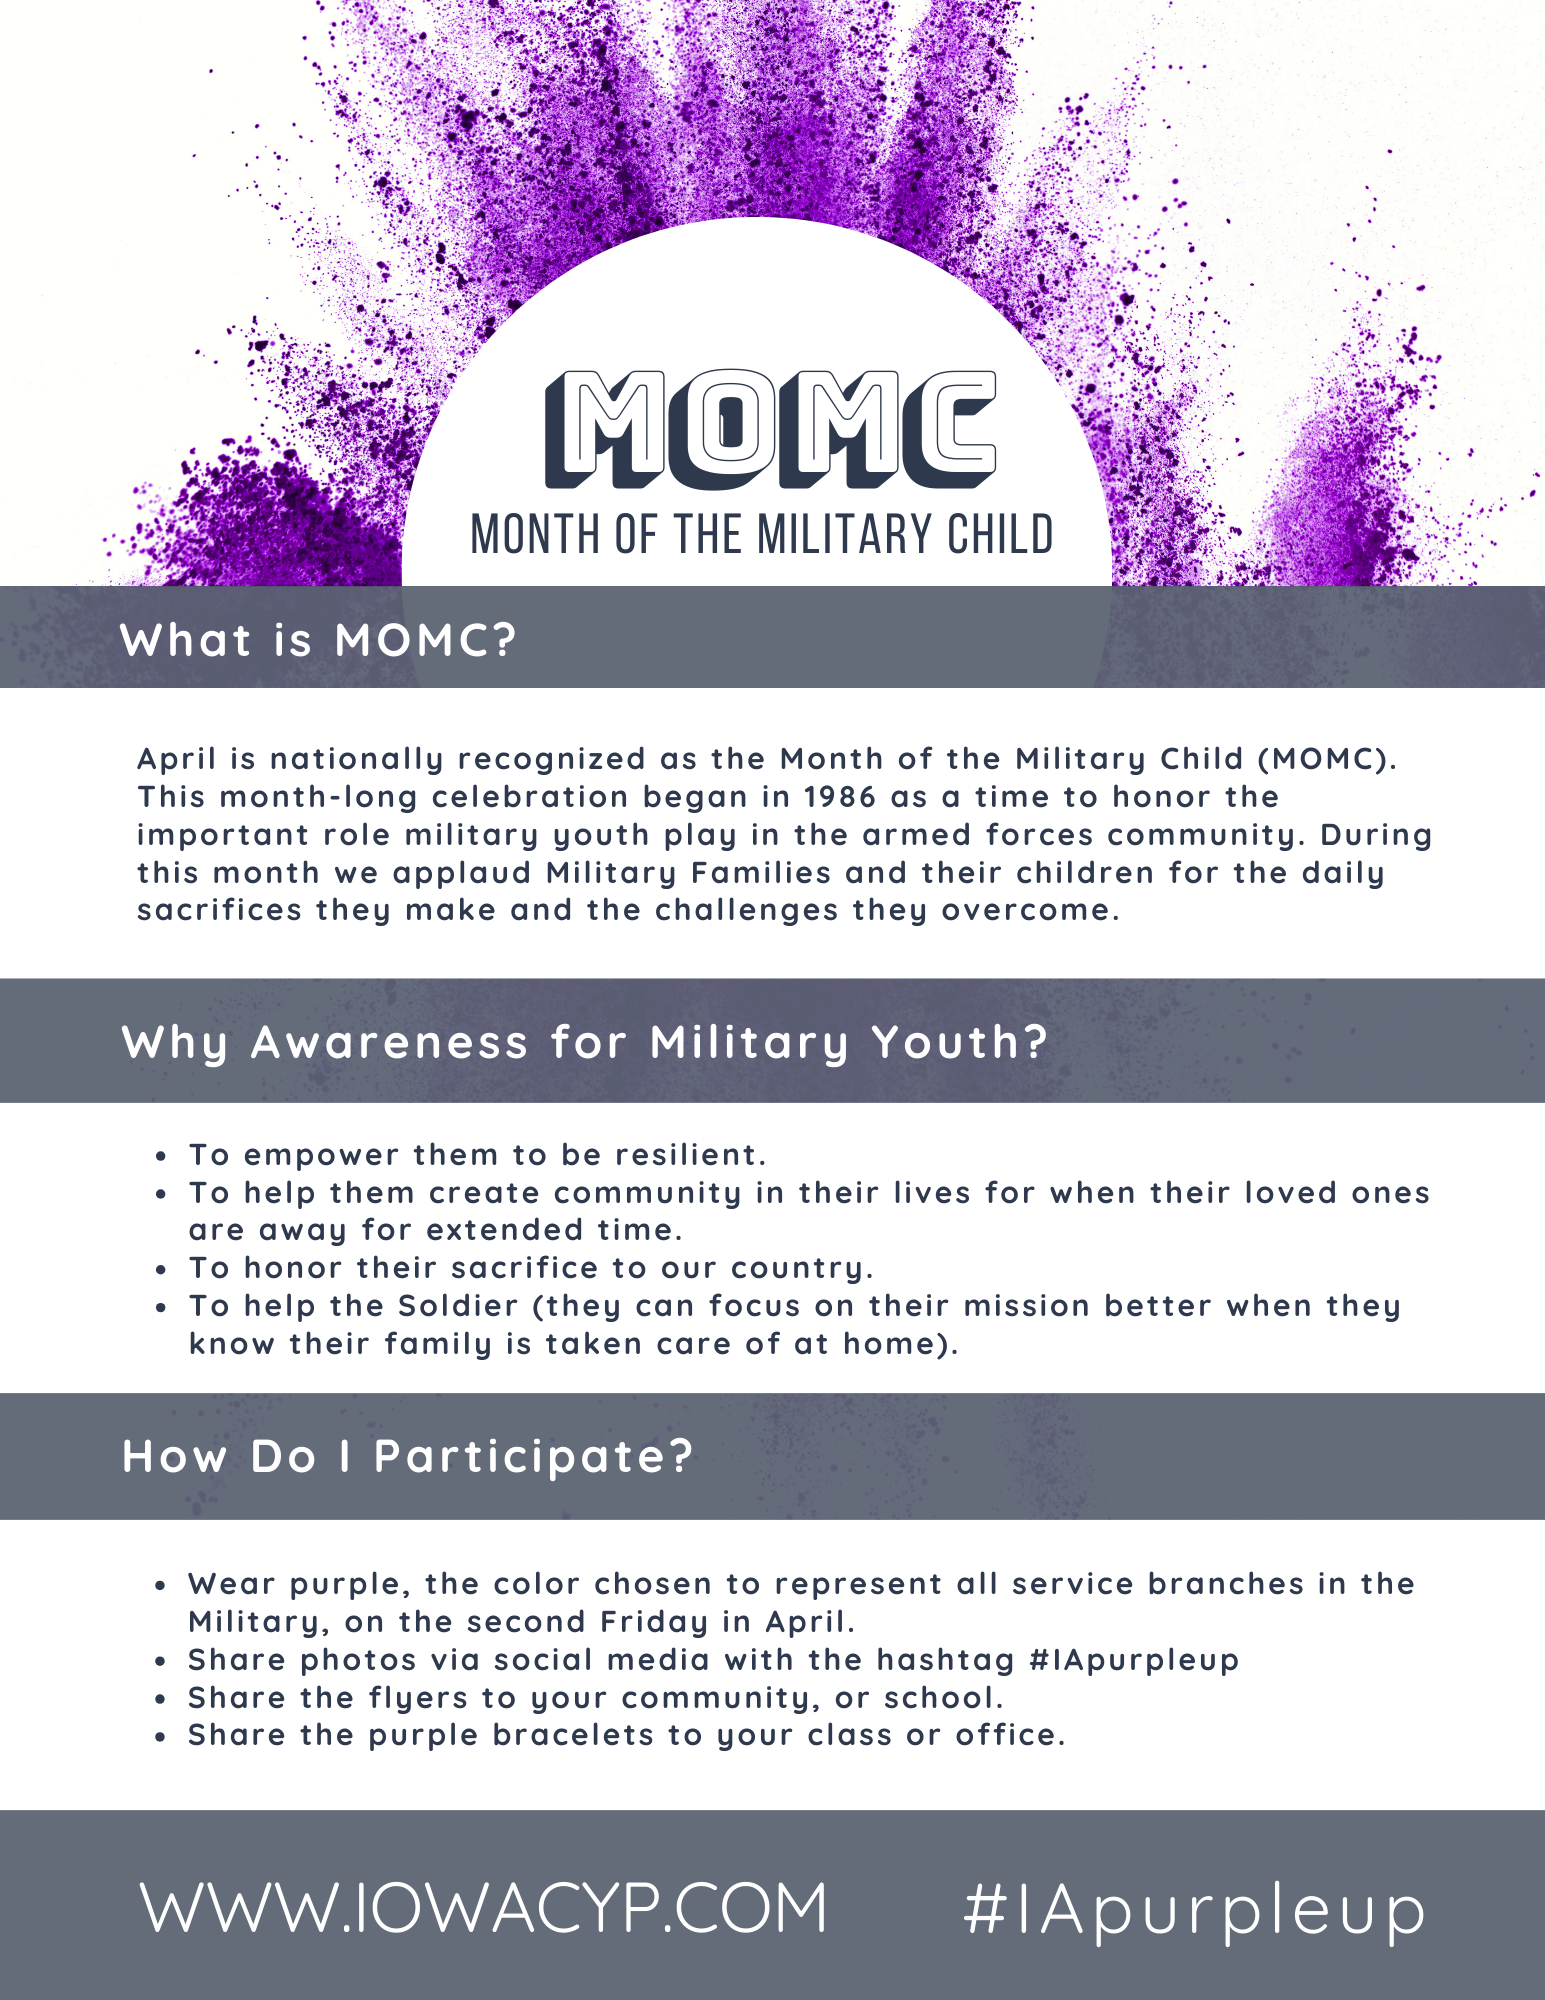 MOMC
MONTH OF THE MILITARY CHILD
What is MOMC?
April is nationally recognized as the Month of the Military Child (MOMC).
This month-long celebration began in 1986 as a time to honor the
important role military youth play in the armed forces community. During
this month we applaud Military Families and their children for the daily
sacrifices they make and the challenges they overcome.
Why Awareness for Military Youth?
• To empower them to be resilient.
• To help them create community in their lives for when their loved ones
are away for extended time.
• To honor their sacrifice to our country.
• To help the Soldier (they can focus on their mission better when they
know their family is taken care of at home).
How Do I Participate?
• Wear purple, the color chosen to represent all service branches in the
Military, on the second Friday in April.
• Share photos via social media with the hashtag #IApurpleup
• Share the flyers to your community, or school.
• Share the purple bracelets to your class or office.
WWW.IOWACYP.COM #IApurpleup